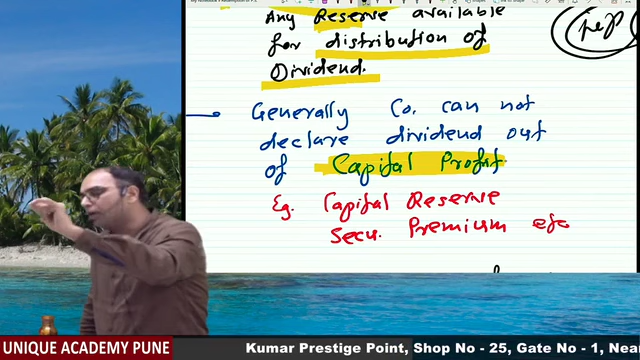 Any Reserve available
for distribution of
Dividend.
Generally Co. can not
declare dividend out
of Capital Profit
Eg. Capital Reserve
Secu. Premium etc
UNIQUE ACADEMY PUNE
Kumar Prestige Point, Shop No - 25, Gate No - 1, Nea